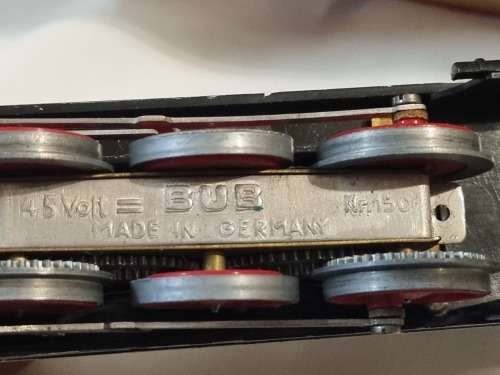 4,5 Volt = BUB Nr.150
MADE IN GERMANY